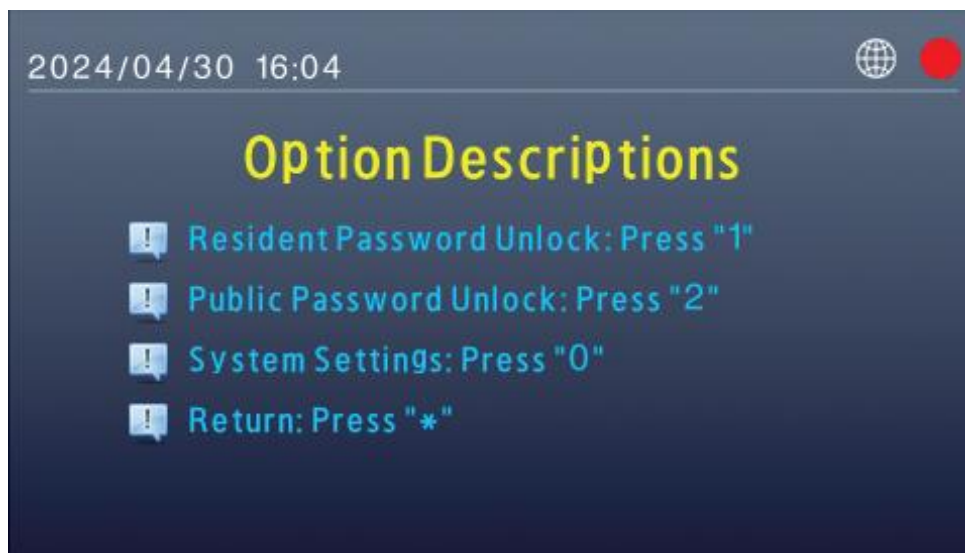 2024/04/30 16:04
Option Descriptions
Resident Password Unlock: Press "1"
Public Password Unlock: Press "2"
System Settings: Press "0"
Return: Press "*"